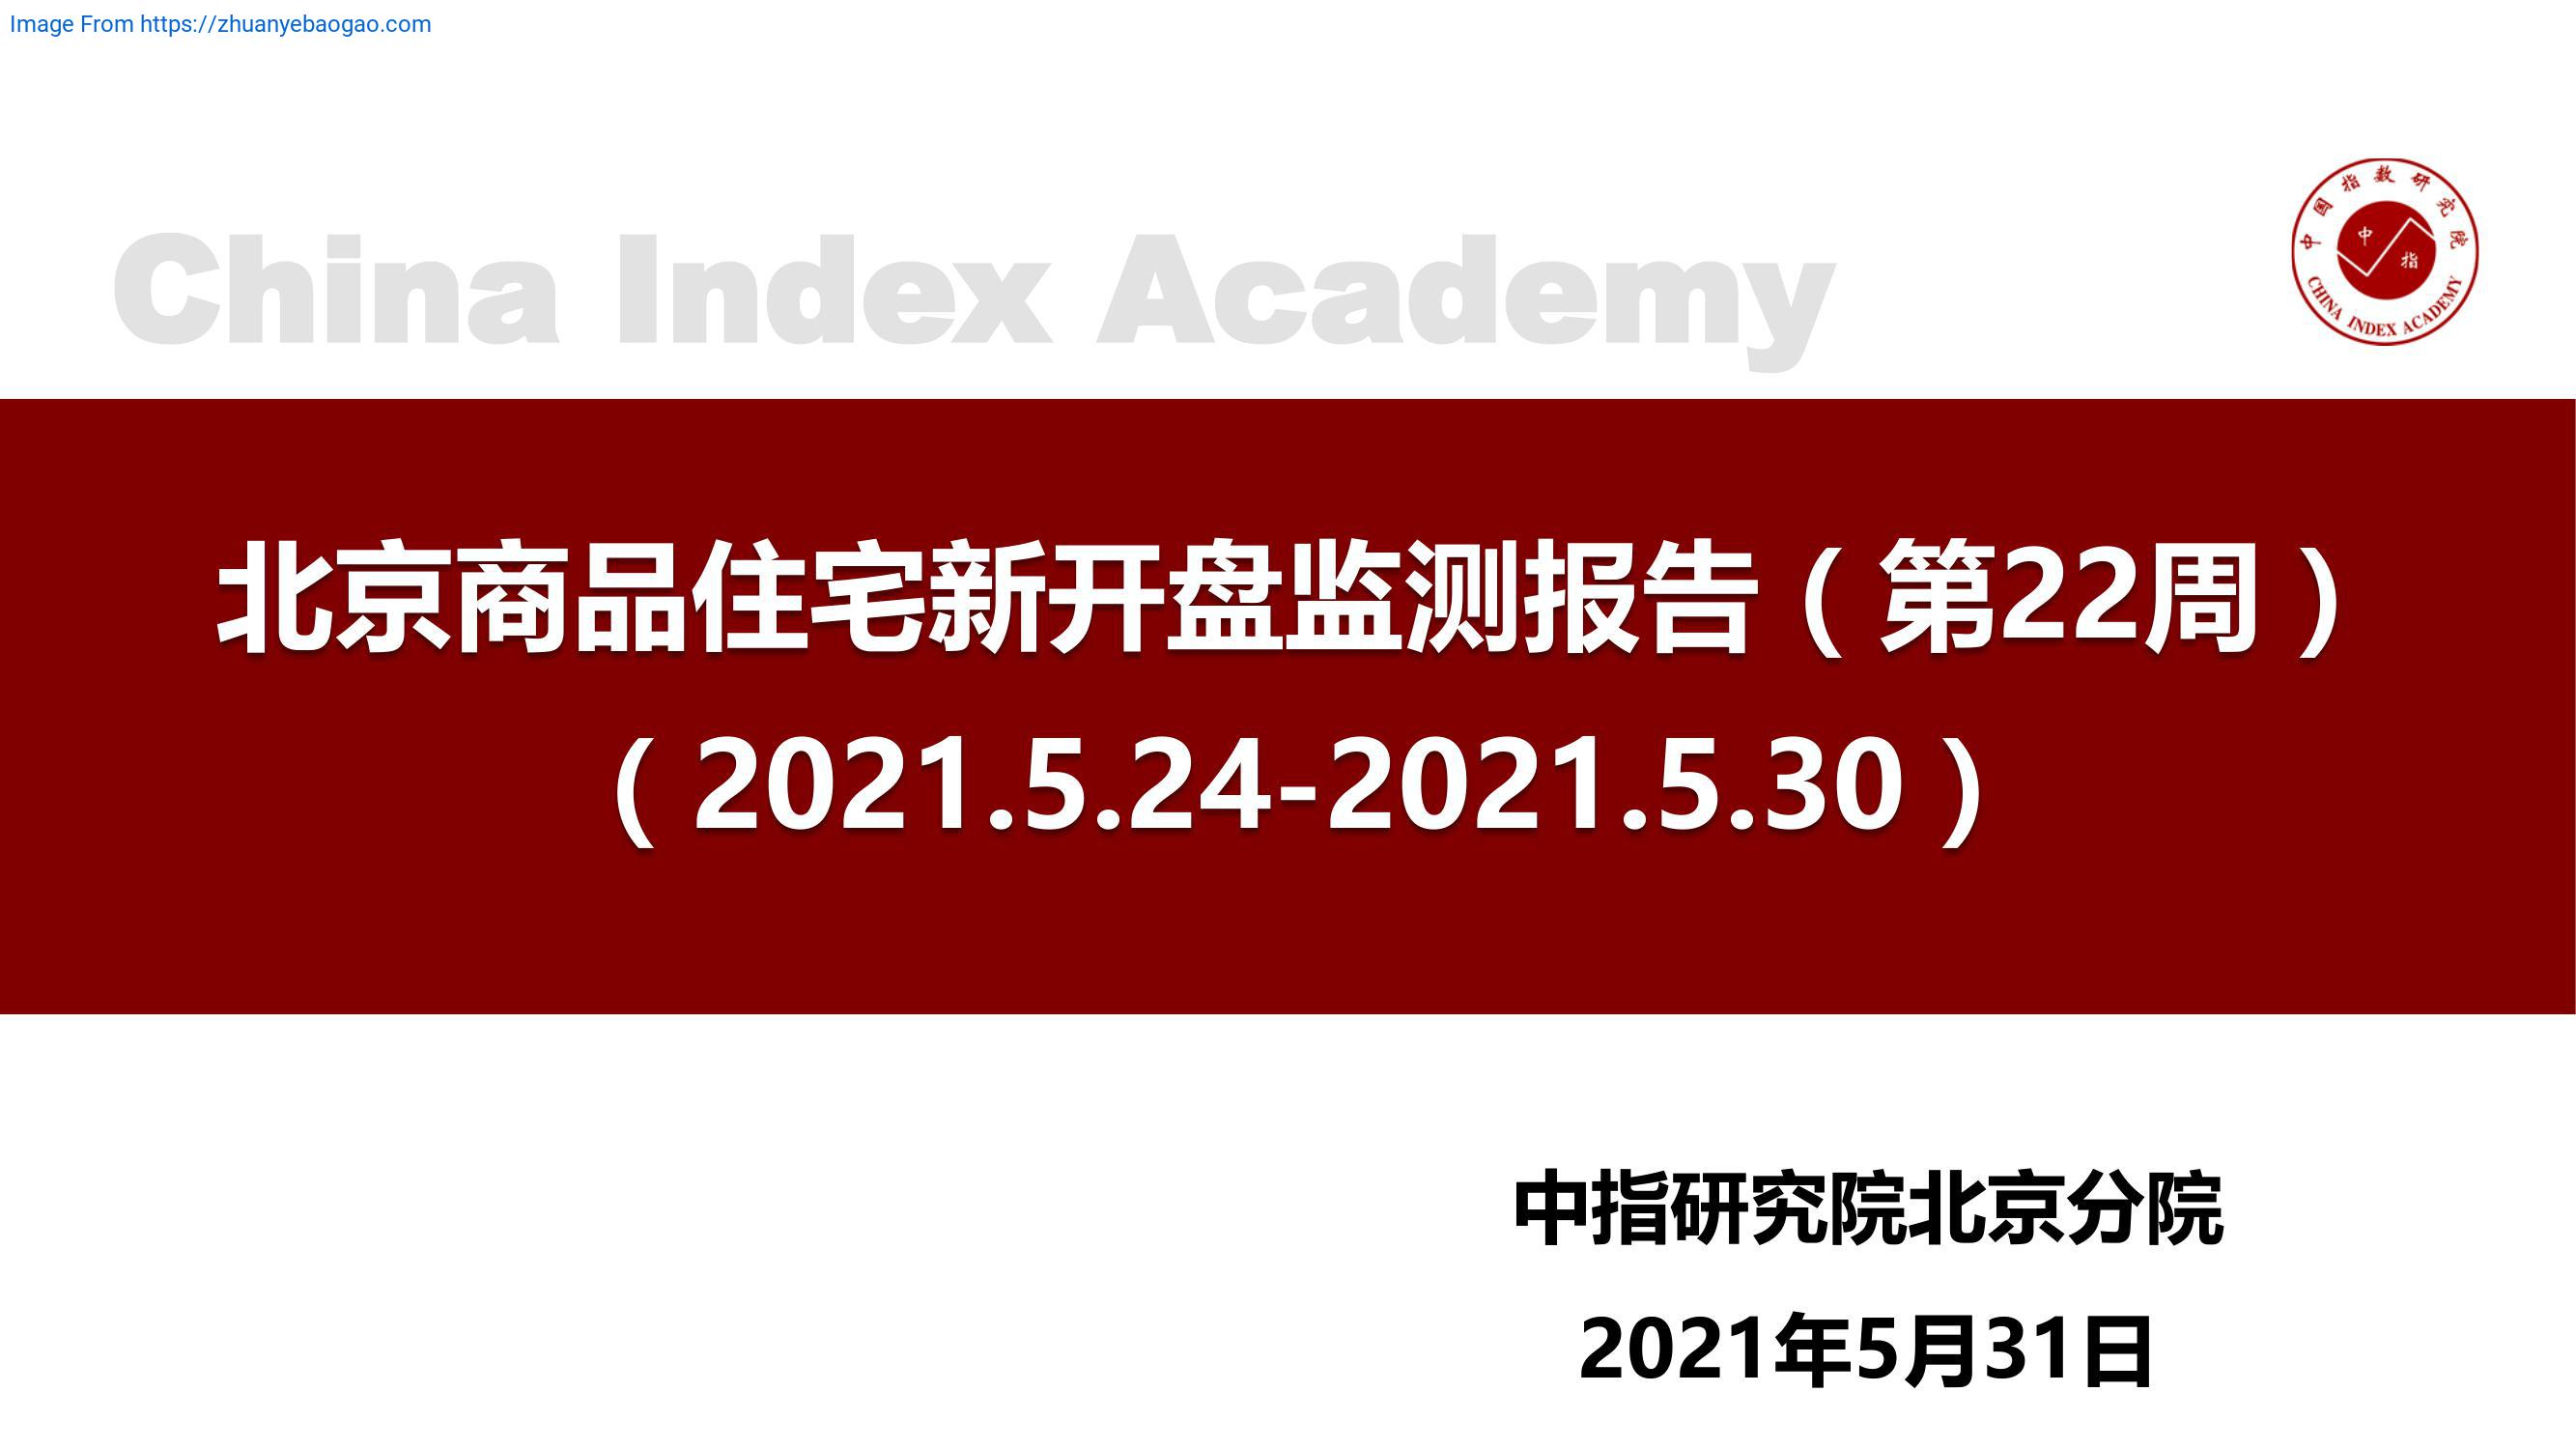 Image From https://zhuanyebaogao.com
中国指数研究院
中指
CHINA INDEX ACADEMY
China Index Academy
北京商品住宅新开盘监测报告（第22周）
（2021.5.24-2021.5.30）
中指研究院北京分院
2021年5月31日